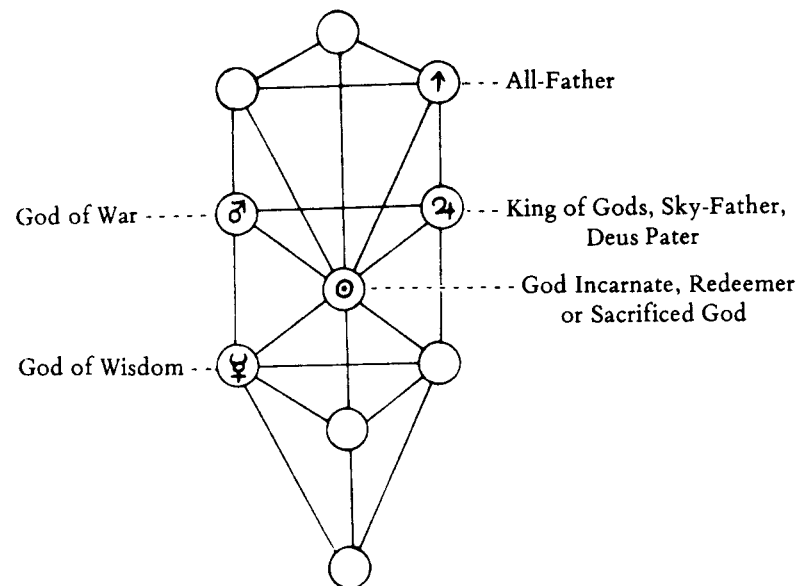 All-Father
God of War
King of Gods, Sky-Father,
Deus Pater
God Incarnate, Redeemer
or Sacrificed God
God of Wisdom